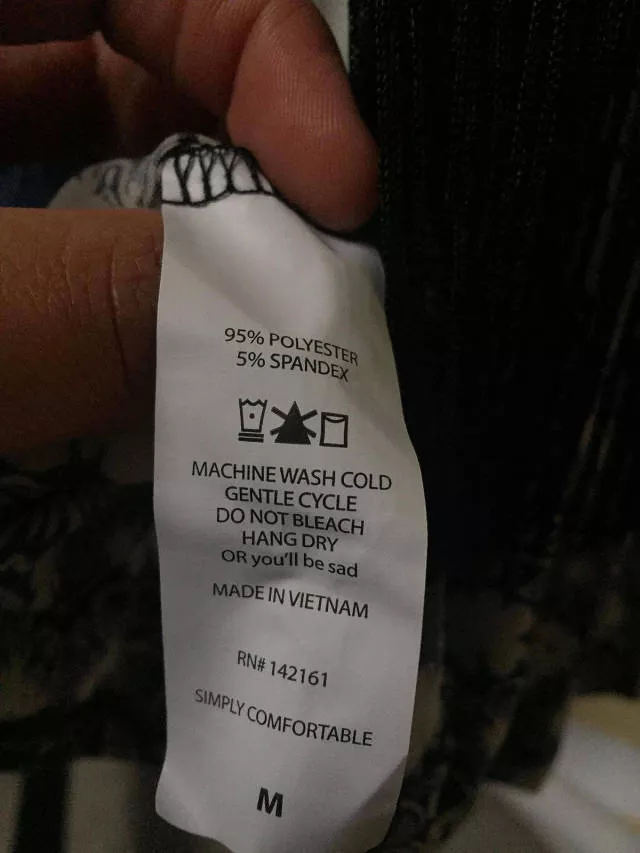 95% POLYESTER
5% SPANDEX
MACHINE WASH COLD
GENTLE CYCLE
DO NOT BLEACH
HANG DRY
OR you'll be sad
MADE IN VIETNAM
RN# 142161
SIMPLY COMFORTABLE
M